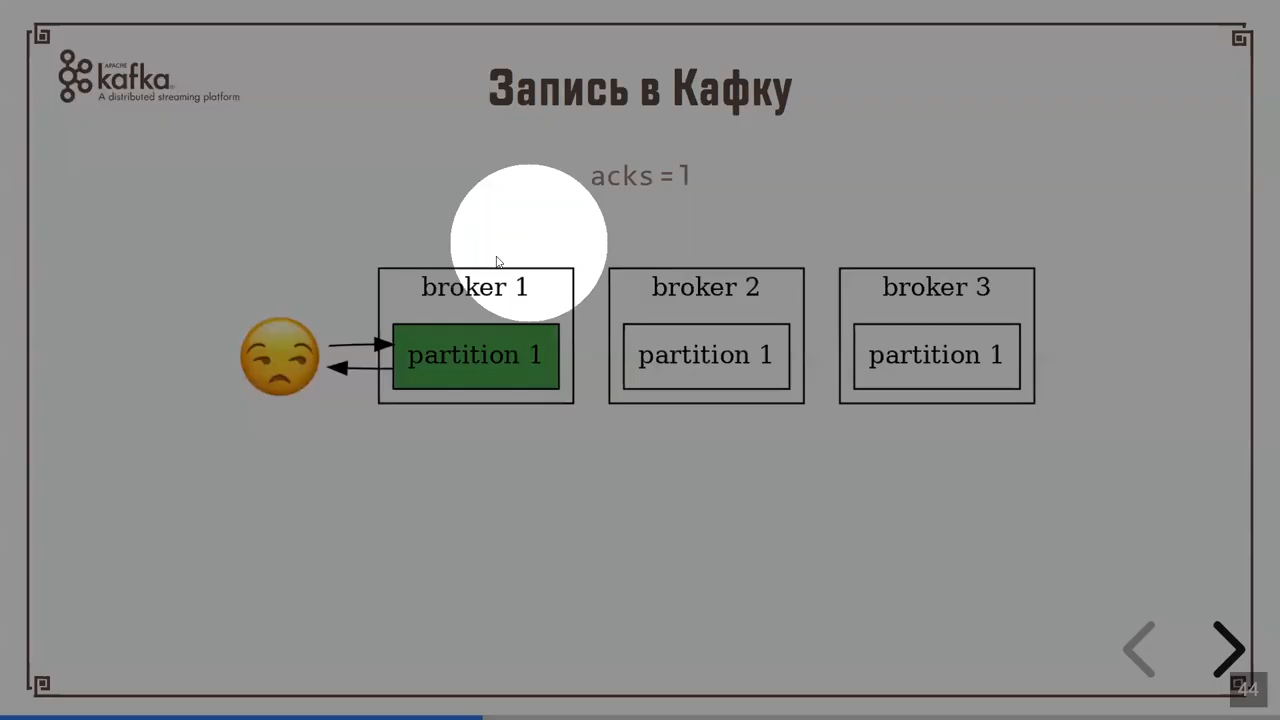 APACHE
kafka
A distributed streaming platform
Запись в Кафку
acks=1
broker 1
broker 2
broker 3
partition 1
partition 1
partition 1
44